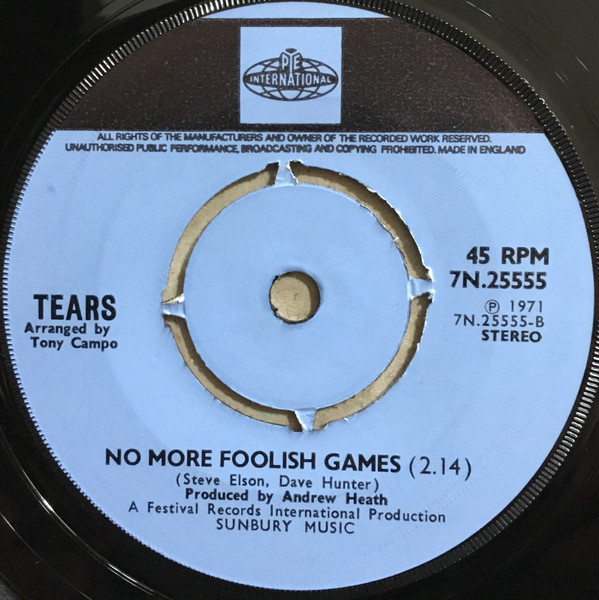 PYE
INTERNATIONAL
ALL RIGHTS OF THE MANUFACTURERS AND OWNER OF THE RECORDED WORK RESERVED.
UNAUTHORISED PUBLIC PERFORMANCE, BROADCASTING AND COPYING PROHIBITED. MADE IN ENGLAND
45 RPM
7N.25555
℗ 1971
7N.25555-B
STEREO
TEARS
Arranged by
Tony Campo
NO MORE FOOLISH GAMES (2.14)
(Steve Elson, Dave Hunter)
Produced by Andrew Heath
A Festival Records International Production
SUNBURY MUSIC